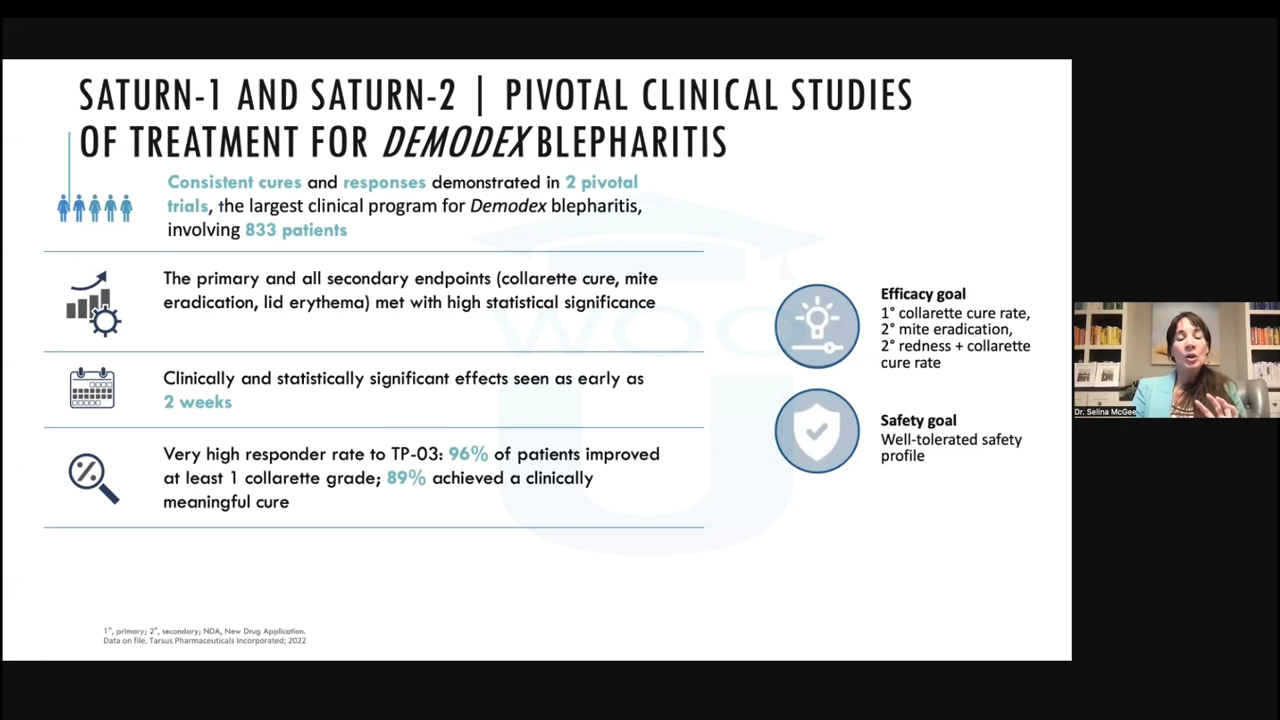 SATURN-1 AND SATURN-2 | PIVOTAL CLINICAL STUDIES
OF TREATMENT FOR DEMODEX BLEPHARITIS
Consistent cures and responses demonstrated in 2 pivotal
trials, the largest clinical program for Demodex blepharitis,
involving 833 patients
The primary and all secondary endpoints (collarette cure, mite
eradication, lid erythema) met with high statistical significance
Clinically and statistically significant effects seen as early as
2 weeks
Very high responder rate to TP-03: 96% of patients improved
at least 1 collarette grade; 89% achieved a clinically
meaningful cure
Efficacy goal
1° collarette cure rate,
2° mite eradication,
2° redness + collarette
cure rate
Safety goal
Well-tolerated safety
profile
1°, primary; 2°, secondary; NDA, New Drug Application.
Data on file. Tarsus Pharmaceuticals Incorporated; 2022
WOO
U
Dr. Selina McGee